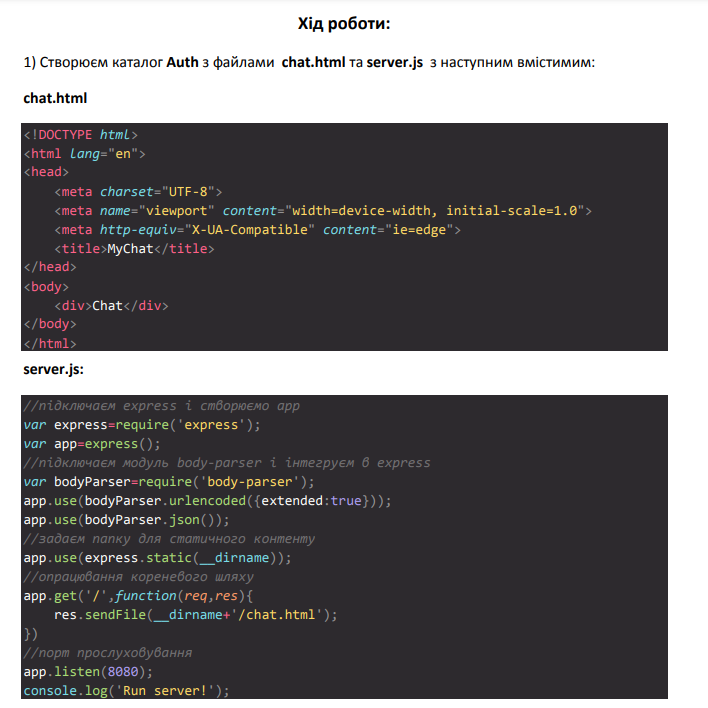 Хід роботи:
1) Створюєм каталог Auth з файлами chat.html та server.js з наступним вмістимим:
chat.html
<!DOCTYPE html>
<html lang="en">
<head>
    <meta charset="UTF-8">
    <meta name="viewport" content="width=device-width, initial-scale=1.0">
    <meta http-equiv="X-UA-Compatible" content="ie=edge">
    <title>MyChat</title>
</head>
<body>
    <div>Chat</div>
</body>
</html>
server.js:
//підключаєм express і створюємо app
var express=require('express');
var app=express();
//підключаєм модуль body-parser і інтегруєм в express
var bodyParser=require('body-parser');
app.use(bodyParser.urlencoded({extended:true}));
app.use(bodyParser.json());
//задаєм папку для статичного контенту
app.use(express.static(__dirname));
//опрацювання кореневого шляху
app.get('/',function(req,res){
    res.sendFile(__dirname+'/chat.html');
})
//порт прослуховування
app.listen(8080);
console.log('Run server!');